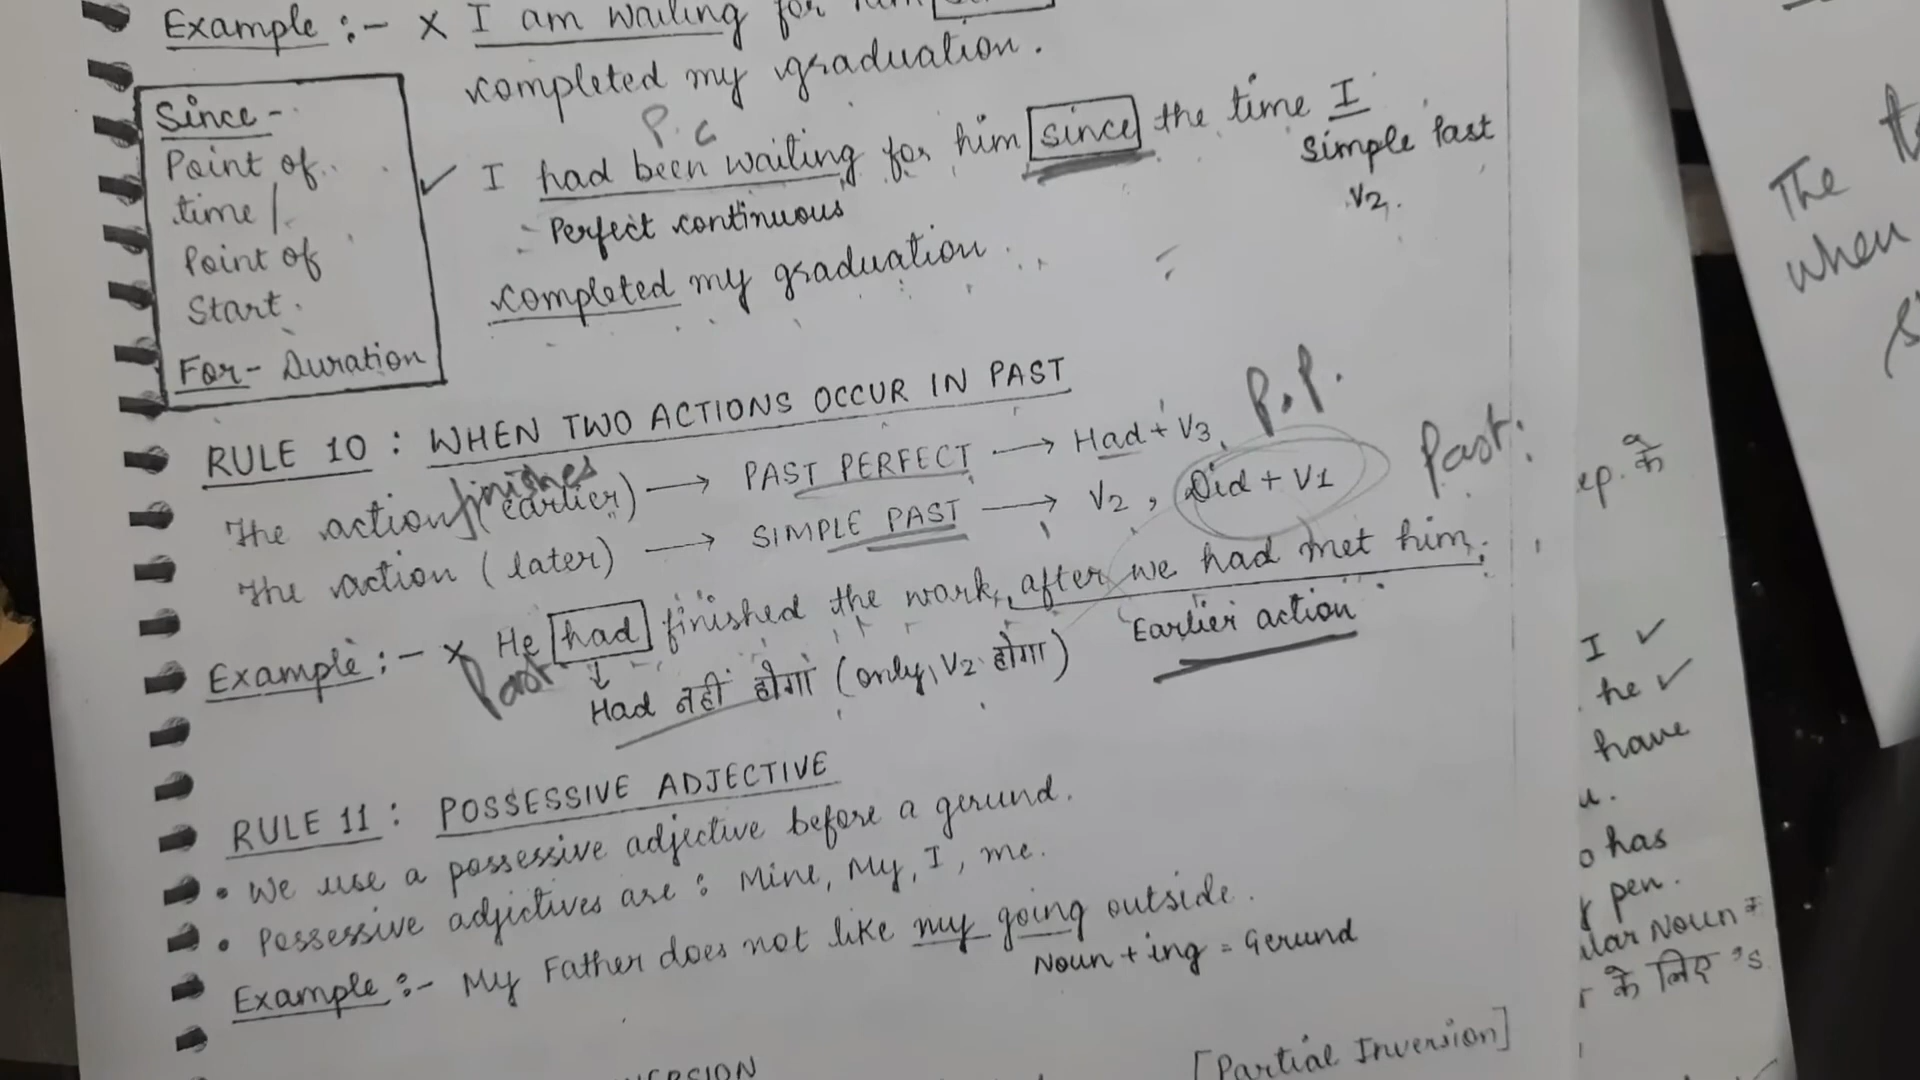 Example :- × I am waiting for him
completed my graduation.
Since -
Point of
time /
Point of
Start.
For - Duration
P.C
✓ I had been waiting for him since the time I
Perfect continuous
Simple Past
V2.
completed my graduation.
RULE 10 : WHEN TWO ACTIONS OCCUR IN PAST
finishes
The action (earlier) → PAST PERFECT → Had + V3, P.P.
The action (later) → SIMPLE PAST → V2, Did + V1 Past.
Example :- × He had finished the work, after we had met him.
Past
↓
Had नहीं होगा (only, V2 होगा)
Earlier action
RULE 11 : POSSESSIVE ADJECTIVE
• We use a possessive adjective before a gerund.
• Possessive adjictives are : Mine, My, I, me.
Example :- My Father does not like my going outside.
Noun + ing = Gerund
[Partial Inversion]
The
when
ep. के
I ✓
he ✓
have
u.
o has
pen.
ular Noun
के लिए 's